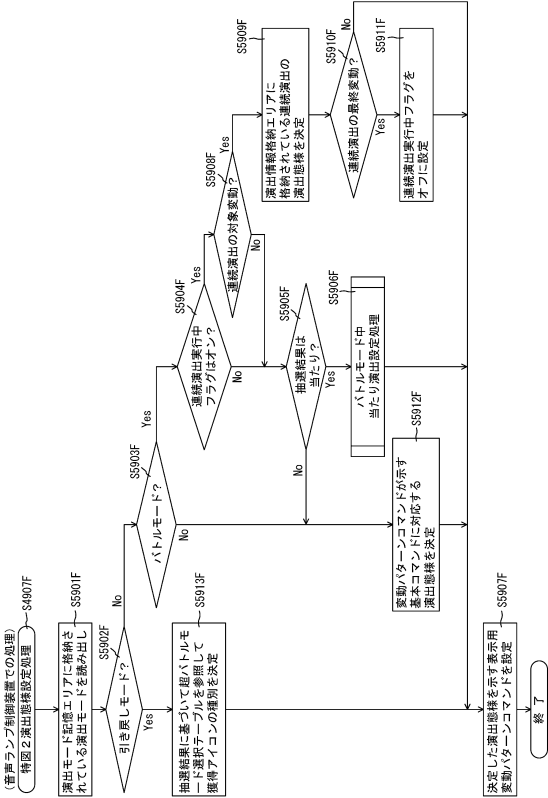 (音声ランプ制御装置での処理)
特図2演出態様設定処理
S4907F
演出モード記憶エリアに格納さ
れている演出モードを読み出し
S5901F
引き戻しモード?
S5902F
No
Yes
抽選結果に基づいて超バトルモ
ード選択テーブルを参照して
獲得アイコンの種別を決定
S5913F
バトルモード?
S5903F
Yes
No
連続演出実行中
フラグはオン?
S5904F
Yes
No
連続演出の対象変動?
S5908F
Yes
No
演出情報格納エリアに
格納されている連続演出の
演出態様を決定
S5909F
連続演出の最終変動?
S5910F
No
Yes
連続演出実行中フラグを
オフに設定
S5911F
抽選結果は
当たり?
S5905F
No
Yes
バトルモード中
当たり演出設定処理
S5906F
変動パターンコマンドが示す
基本コマンドに対応する
演出態様を決定
S5912F
決定した演出態様を示す表示用
変動パターンコマンドを設定
S5907F
終了